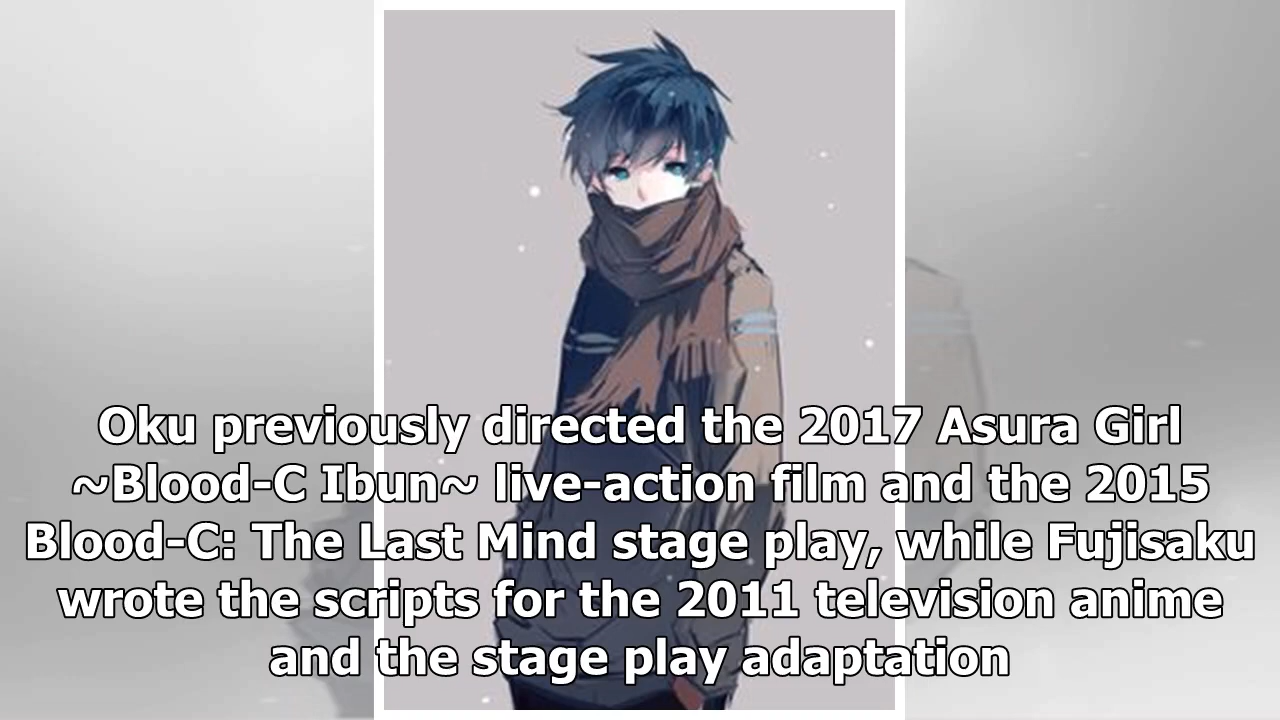 Oku previously directed the 2017 Asura Girl
~Blood-C Ibun~ live-action film and the 2015
Blood-C: The Last Mind stage play, while Fujisaku
wrote the scripts for the 2011 television anime
and the stage play adaptation